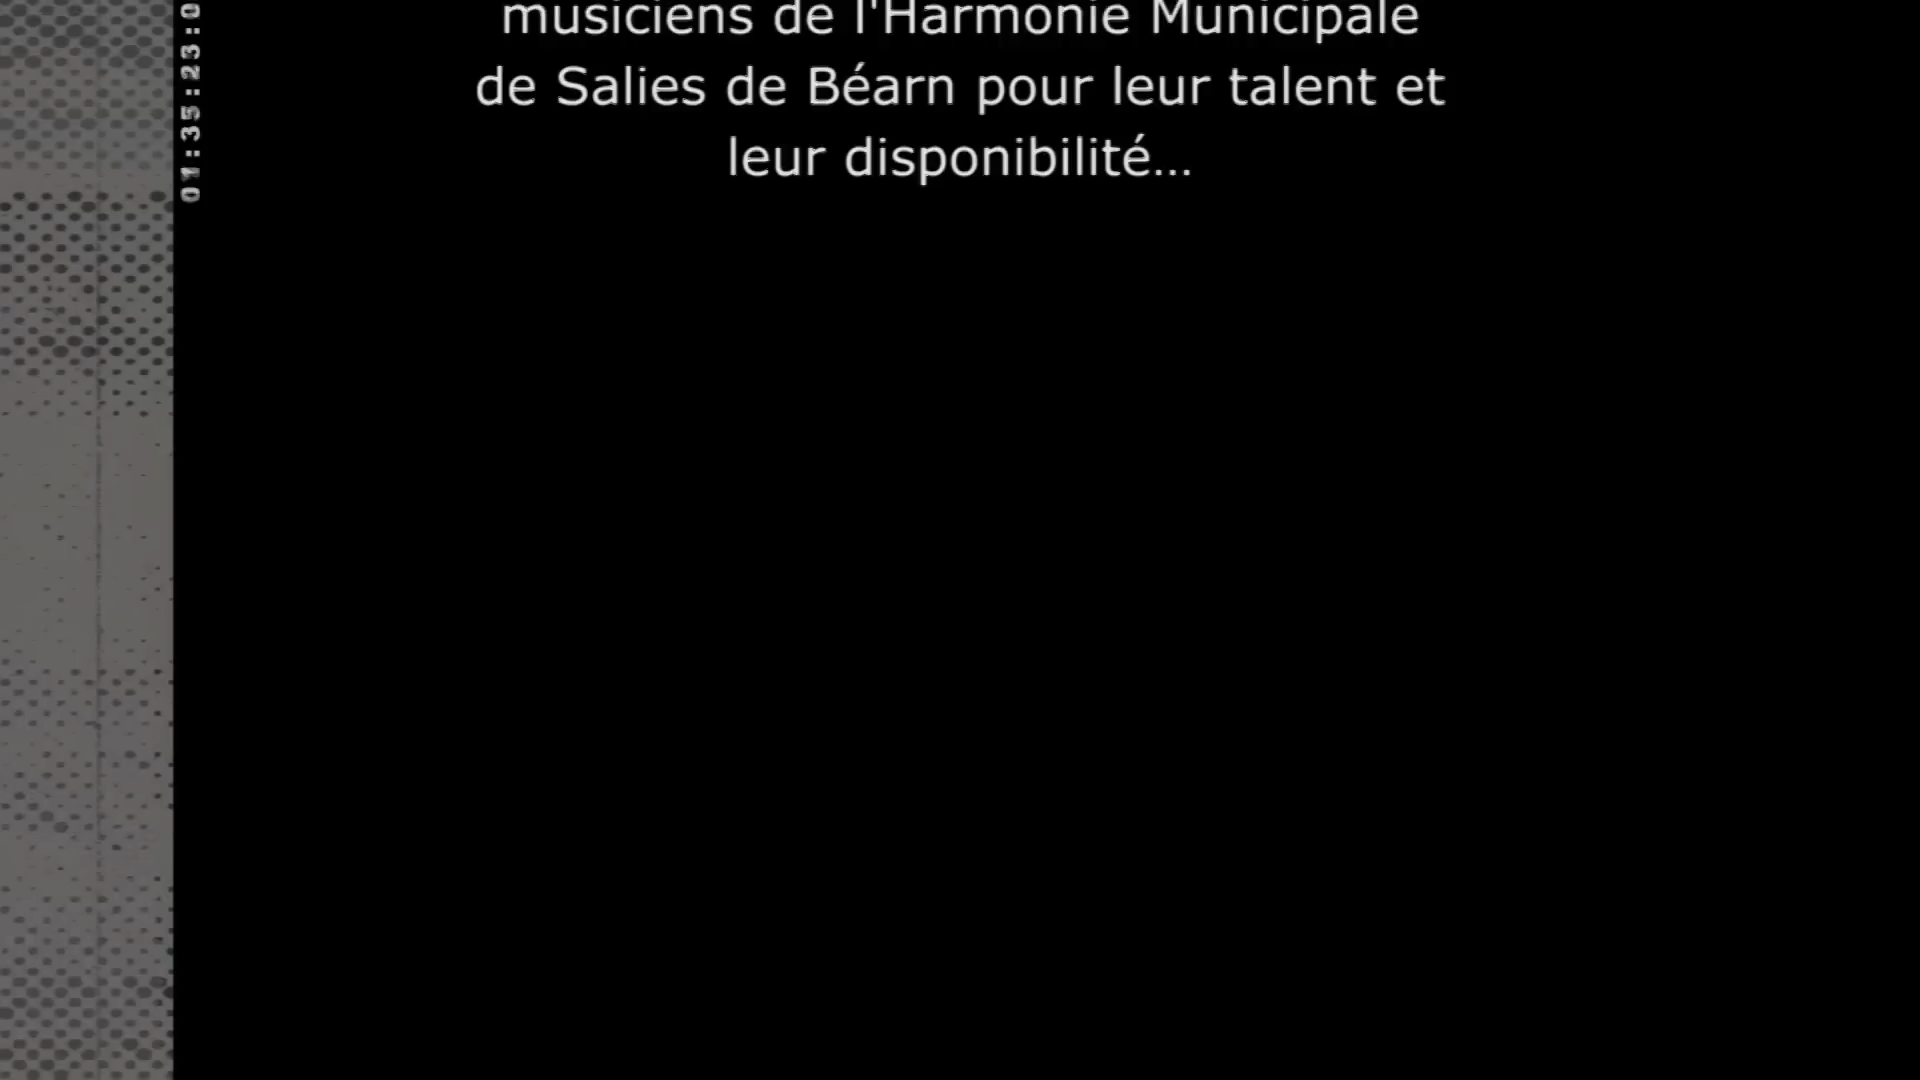 musiciens de l'Harmonie Municipale
de Salies de Béarn pour leur talent et
leur disponibilité...
01:35:23:0